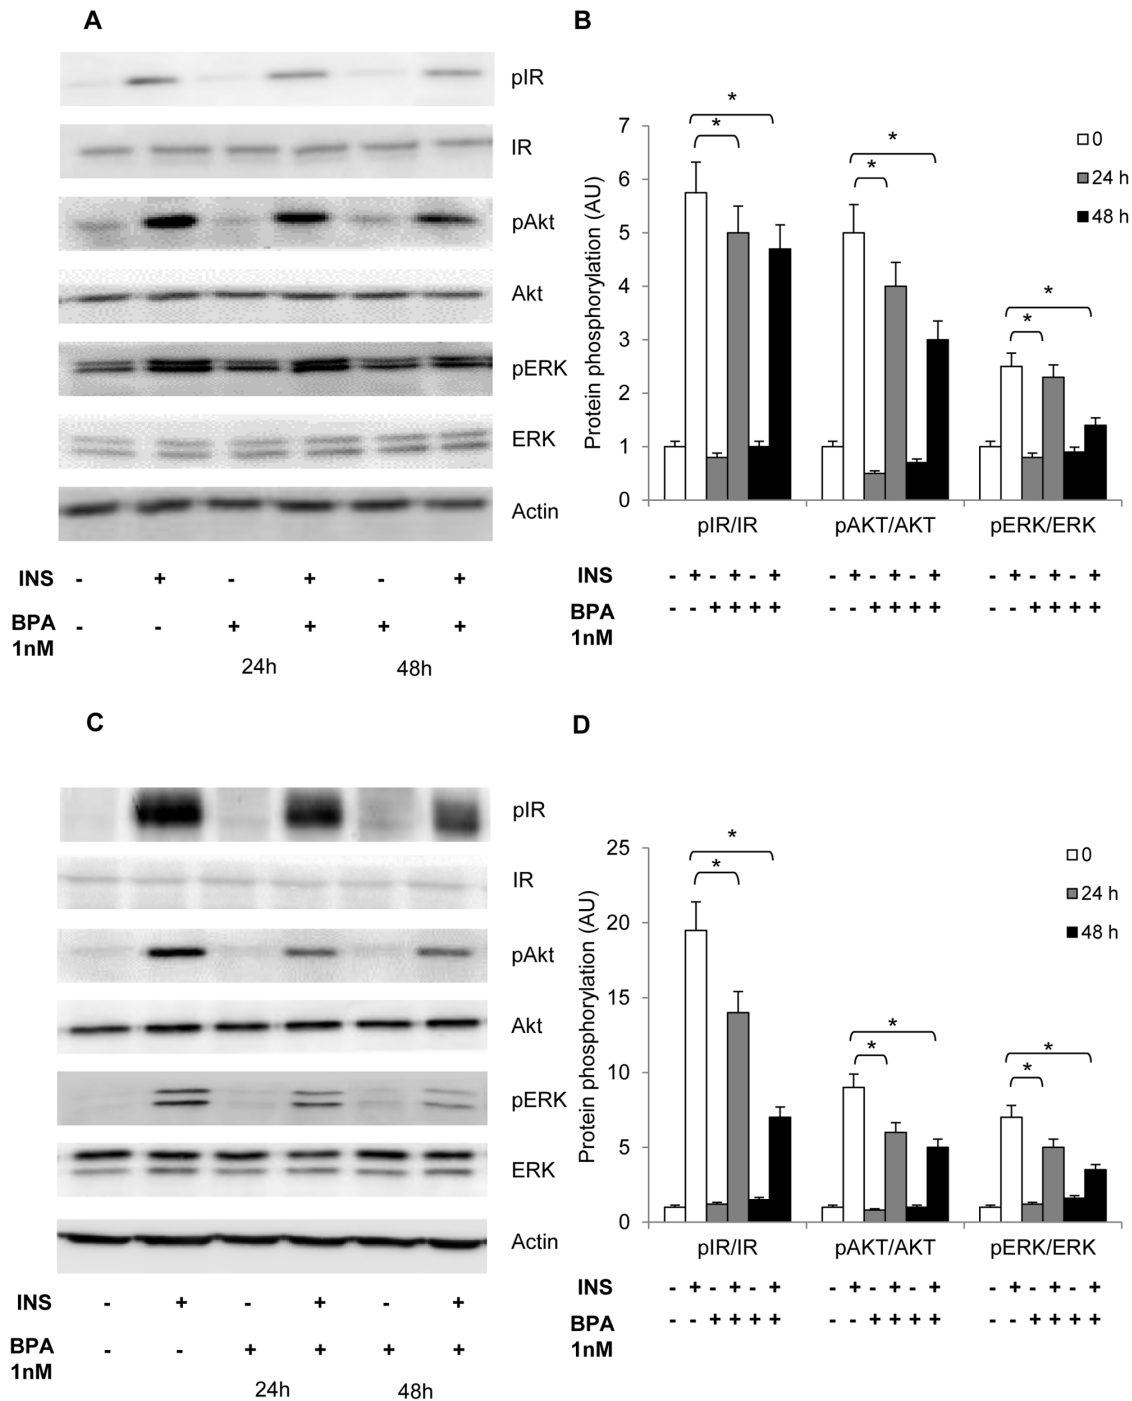 A
pIR
IR
pAkt
Akt
pERK
ERK
Actin
INS - + - + - +
BPA - - + + + +
1nM
24h 48h
B
Protein phosphorylation (AU)
7
6
5
4
3
2
1
0
* * * * * *
0
24 h
48 h
pIR/IR pAKT/AKT pERK/ERK
INS - + - + - + - + - + - + - + - + - +
BPA - - + + + + - - + + + + - - + + + +
1nM
C
pIR
IR
pAkt
Akt
pERK
ERK
Actin
INS - + - + - +
BPA - - + + + +
1nM
24h 48h
D
Protein phosphorylation (AU)
25
20
15
10
5
0
* * * * * *
0
24 h
48 h
pIR/IR pAKT/AKT pERK/ERK
INS - + - + - + - + - + - + - + - + - +
BPA - - + + + + - - + + + + - - + + + +
1nM